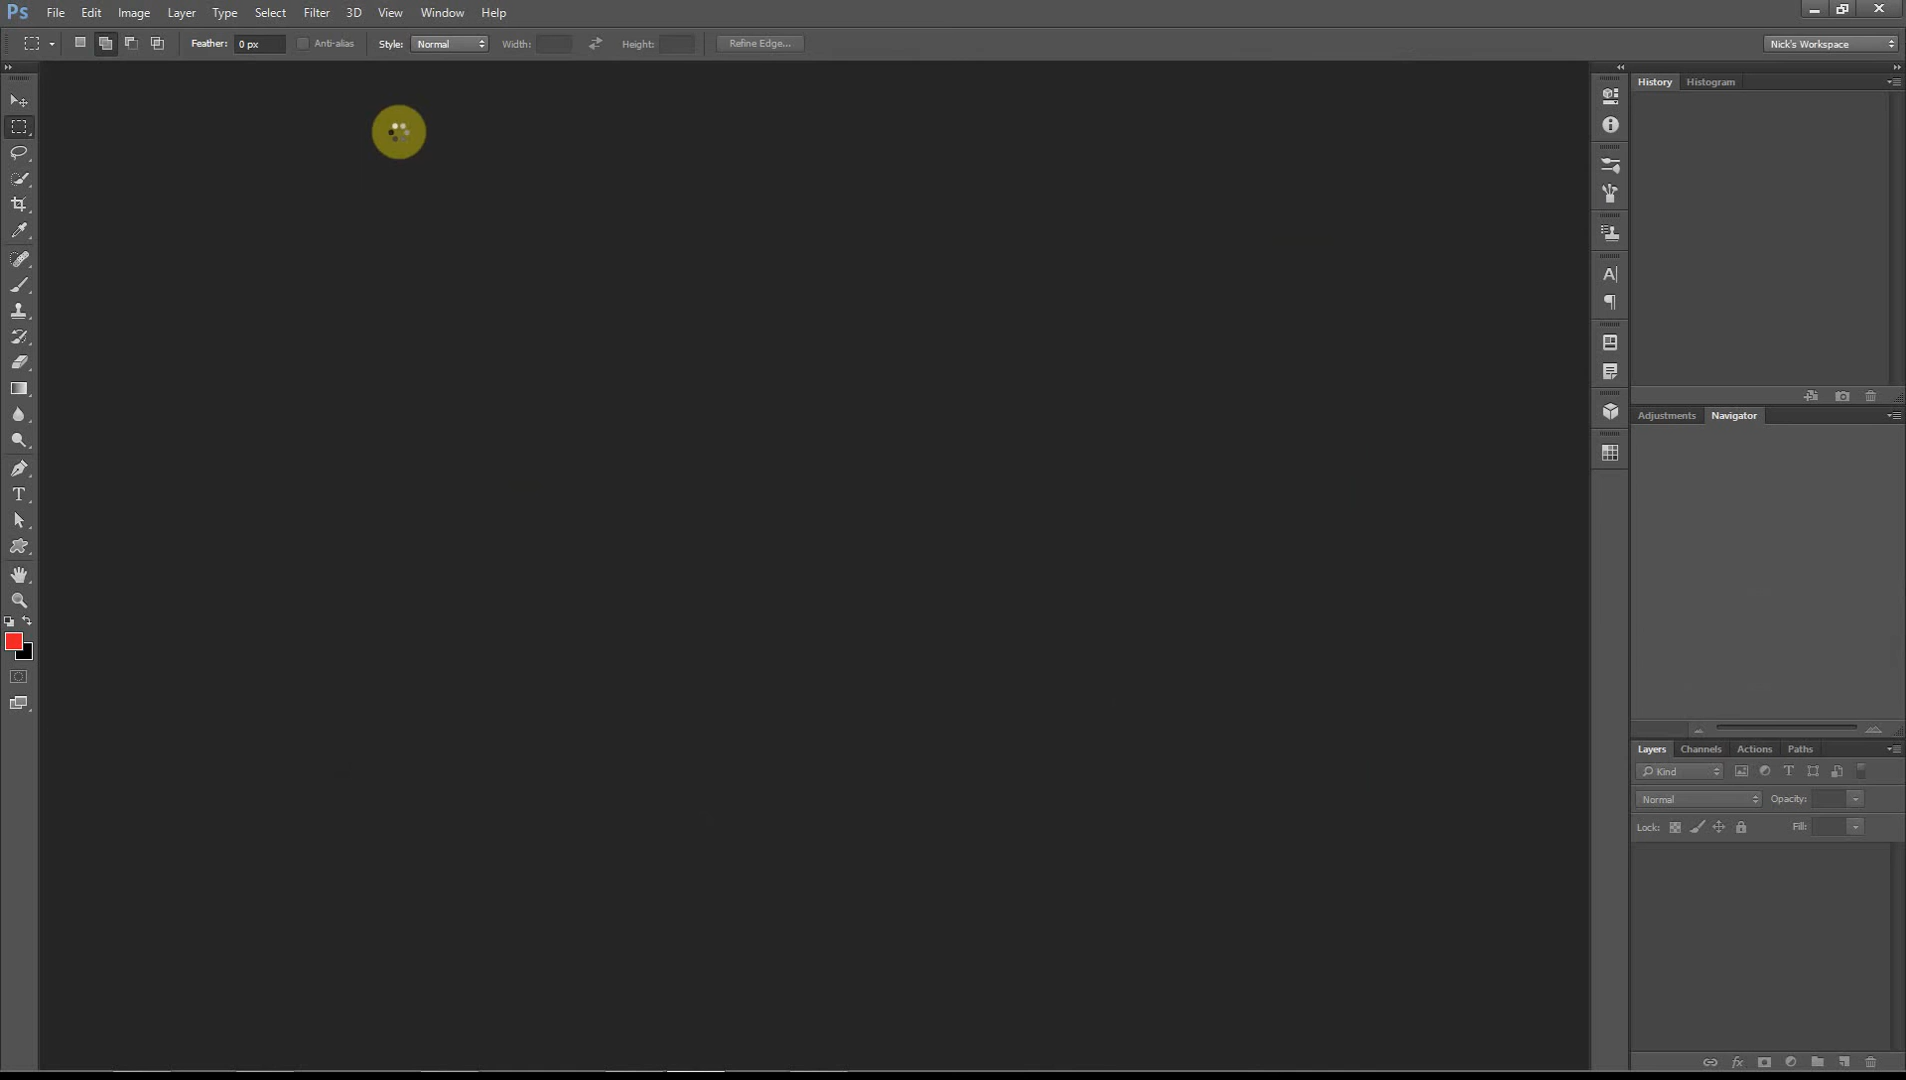 Ps File Edit Image Layer Type Select Filter 3D View Window Help
Feather: 0 px Anti-alias Style: Normal Width: Height: Refine Edge... Nick's Workspace
History Histogram
Adjustments Navigator
Layers Channels Actions Paths
Kind
Normal Opacity:
Lock: Fill: